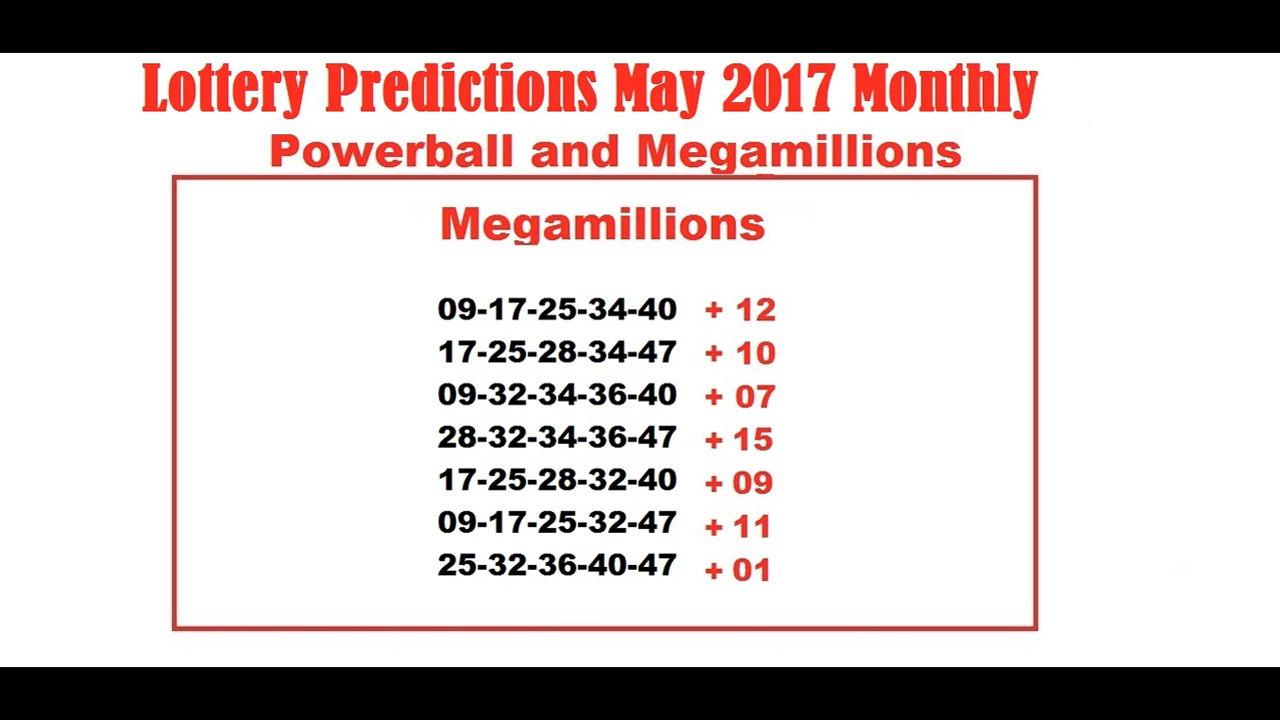 Lottery Predictions May 2017 Monthly
Powerball and Megamillions
Megamillions
09-17-25-34-40 + 12
17-25-28-34-47 + 10
09-32-34-36-40 + 07
28-32-34-36-47 + 15
17-25-28-32-40 + 09
09-17-25-32-47 + 11
25-32-36-40-47 + 01